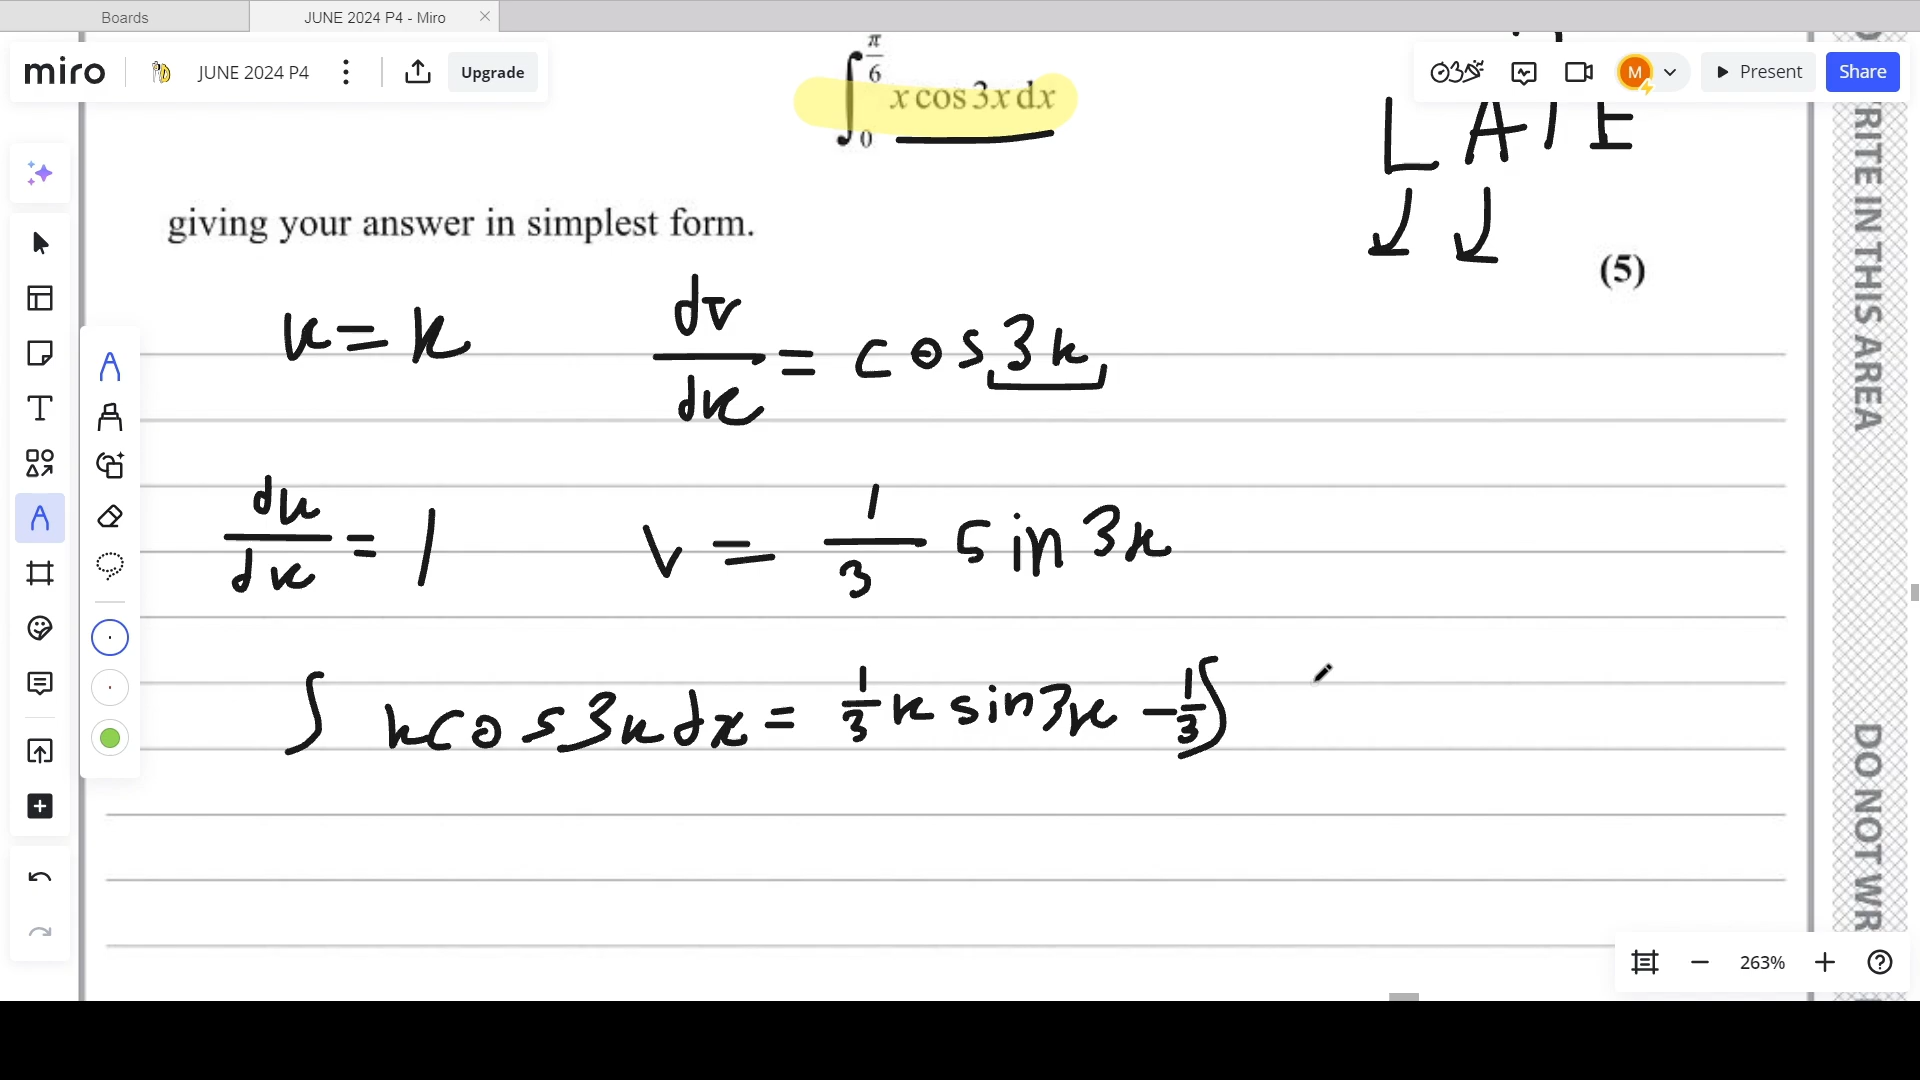 Boards
JUNE 2024 P4 - Miro
miro
JUNE 2024 P4
Upgrade
M
Present
Share
∫₀^{π/6} x cos 3x dx
L A T E
giving your answer in simplest form.
(5)
u = x
dv/dx = cos 3x
du/dx = 1
v = 1/3 sin 3x
∫ x cos 3x dx = 1/3 x sin 3x - 1/3 ∫
RITE IN THIS AREA
DO NOT WR
263%